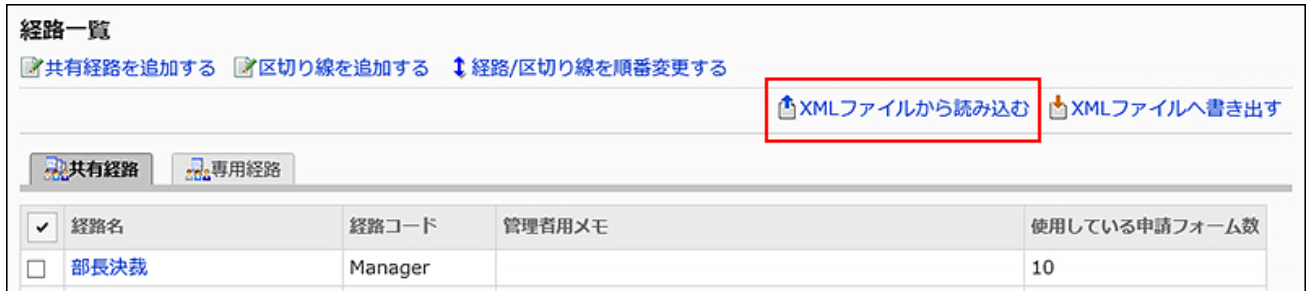 経路一覧
共有経路を追加する 区切り線を追加する 経路/区切り線を順番変更する
XMLファイルから読み込む XMLファイルへ書き出す
共有経路 専用経路
経路名 経路コード 管理者用メモ 使用している申請フォーム数
部長決裁 Manager 10